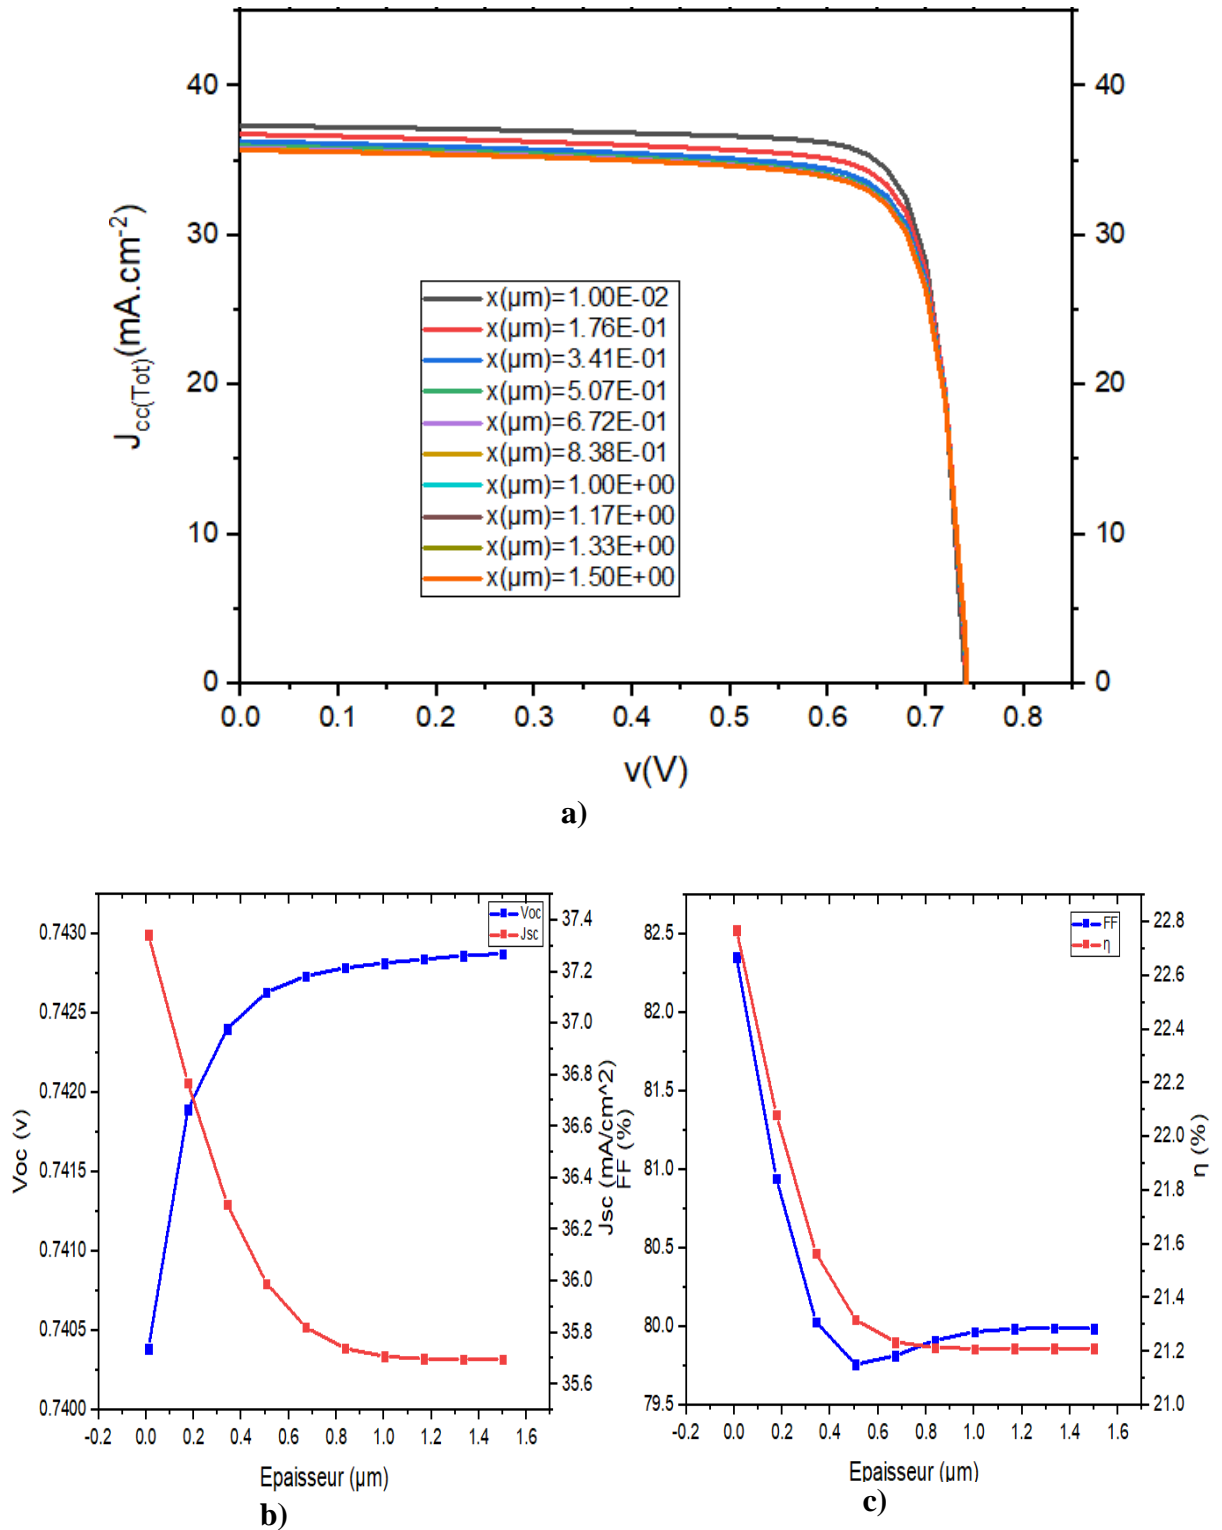 40
30
20
10
0
J_cc(Tot)(mA.cm^-2)
40
30
20
10
0
x(µm)=1.00E-02
x(µm)=1.76E-01
x(µm)=3.41E-01
x(µm)=5.07E-01
x(µm)=6.72E-01
x(µm)=8.38E-01
x(µm)=1.00E+00
x(µm)=1.17E+00
x(µm)=1.33E+00
x(µm)=1.50E+00
0.0 0.1 0.2 0.3 0.4 0.5 0.6 0.7 0.8
v(V)
a)
0.7430
0.7425
0.7420
0.7415
0.7410
0.7405
0.7400
Voc (v)
Voc
Jsc
37.4
37.2
37.0
36.8
36.6
36.4
36.2
36.0
35.8
35.6
Jsc (mA/cm^2)
-0.2 0.0 0.2 0.4 0.6 0.8 1.0 1.2 1.4 1.6
Epaisseur (µm)
b)
82.5
82.0
81.5
81.0
80.5
80.0
79.5
FF (%)
FF
η
22.8
22.6
22.4
22.2
22.0
21.8
21.6
21.4
21.2
21.0
η (%)
-0.2 0.0 0.2 0.4 0.6 0.8 1.0 1.2 1.4 1.6
Epaisseur (µm)
c)